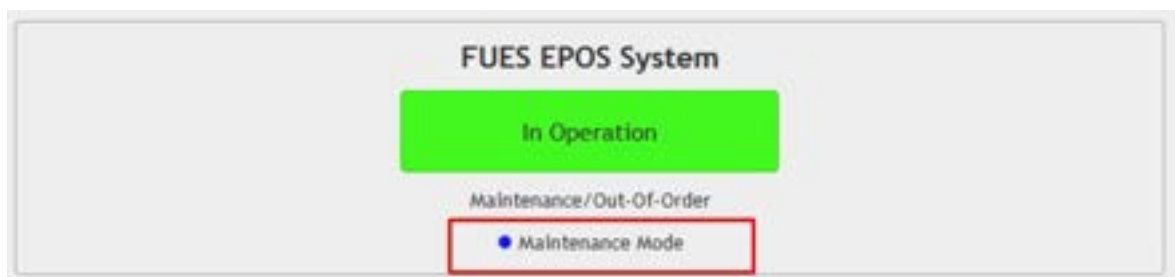 FUES EPOS System
In Operation
Maintenance/Out-Of-Order
Maintenance Mode